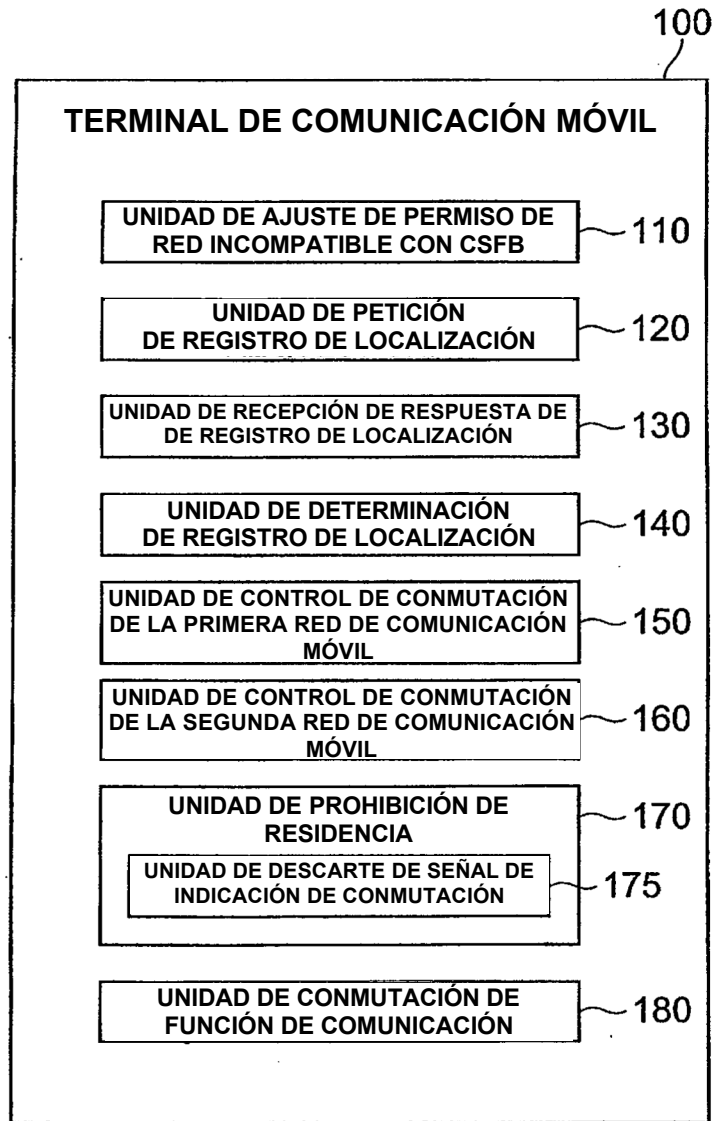 100
TERMINAL DE COMUNICACIÓN MÓVIL
UNIDAD DE AJUSTE DE PERMISO DE
RED INCOMPATIBLE CON CSFB
110
UNIDAD DE PETICIÓN
DE REGISTRO DE LOCALIZACIÓN
120
UNIDAD DE RECEPCIÓN DE RESPUESTA DE
DE REGISTRO DE LOCALIZACIÓN
130
UNIDAD DE DETERMINACIÓN
DE REGISTRO DE LOCALIZACIÓN
140
UNIDAD DE CONTROL DE CONMUTACIÓN
DE LA PRIMERA RED DE COMUNICACIÓN
MÓVIL
150
UNIDAD DE CONTROL DE CONMUTACIÓN
DE LA SEGUNDA RED DE COMUNICACIÓN
MÓVIL
160
UNIDAD DE PROHIBICIÓN DE
RESIDENCIA
170
UNIDAD DE DESCARTE DE SEÑAL DE
INDICACIÓN DE CONMUTACIÓN
175
UNIDAD DE CONMUTACIÓN DE
FUNCIÓN DE COMUNICACIÓN
180